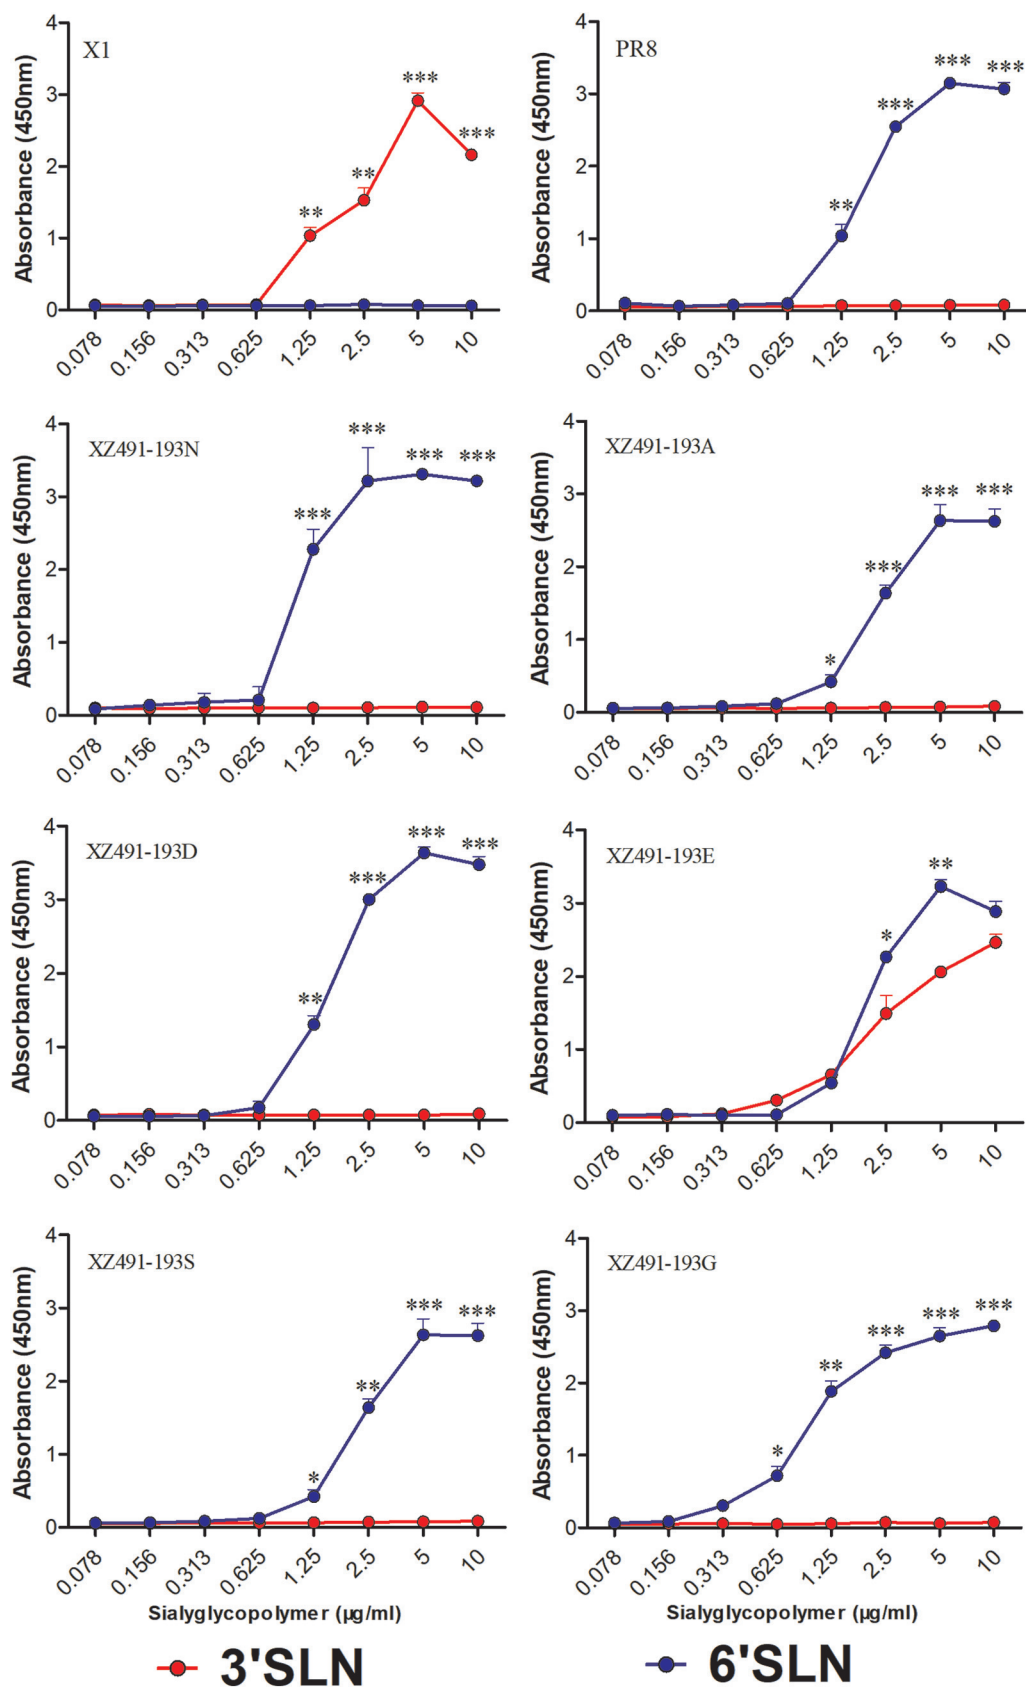 X1
Absorbance (450nm)
4
3
2
1
0
** ** *** ***
0.078 0.156 0.313 0.625 1.25 2.5 5 10
PR8
Absorbance (450nm)
4
3
2
1
0
** *** *** ***
0.078 0.156 0.313 0.625 1.25 2.5 5 10
XZ491-193N
Absorbance (450nm)
4
3
2
1
0
*** *** *** ***
0.078 0.156 0.313 0.625 1.25 2.5 5 10
XZ491-193A
Absorbance (450nm)
4
3
2
1
0
* *** *** ***
0.078 0.156 0.313 0.625 1.25 2.5 5 10
XZ491-193D
Absorbance (450nm)
4
3
2
1
0
** *** *** ***
0.078 0.156 0.313 0.625 1.25 2.5 5 10
XZ491-193E
Absorbance (450nm)
4
3
2
1
0
* **
0.078 0.156 0.313 0.625 1.25 2.5 5 10
XZ491-193S
Absorbance (450nm)
4
3
2
1
0
* ** *** ***
0.078 0.156 0.313 0.625 1.25 2.5 5 10
Sialyglycopolymer (µg/ml)
XZ491-193G
Absorbance (450nm)
4
3
2
1
0
* ** *** *** ***
0.078 0.156 0.313 0.625 1.25 2.5 5 10
Sialyglycopolymer (µg/ml)
3'SLN
6'SLN